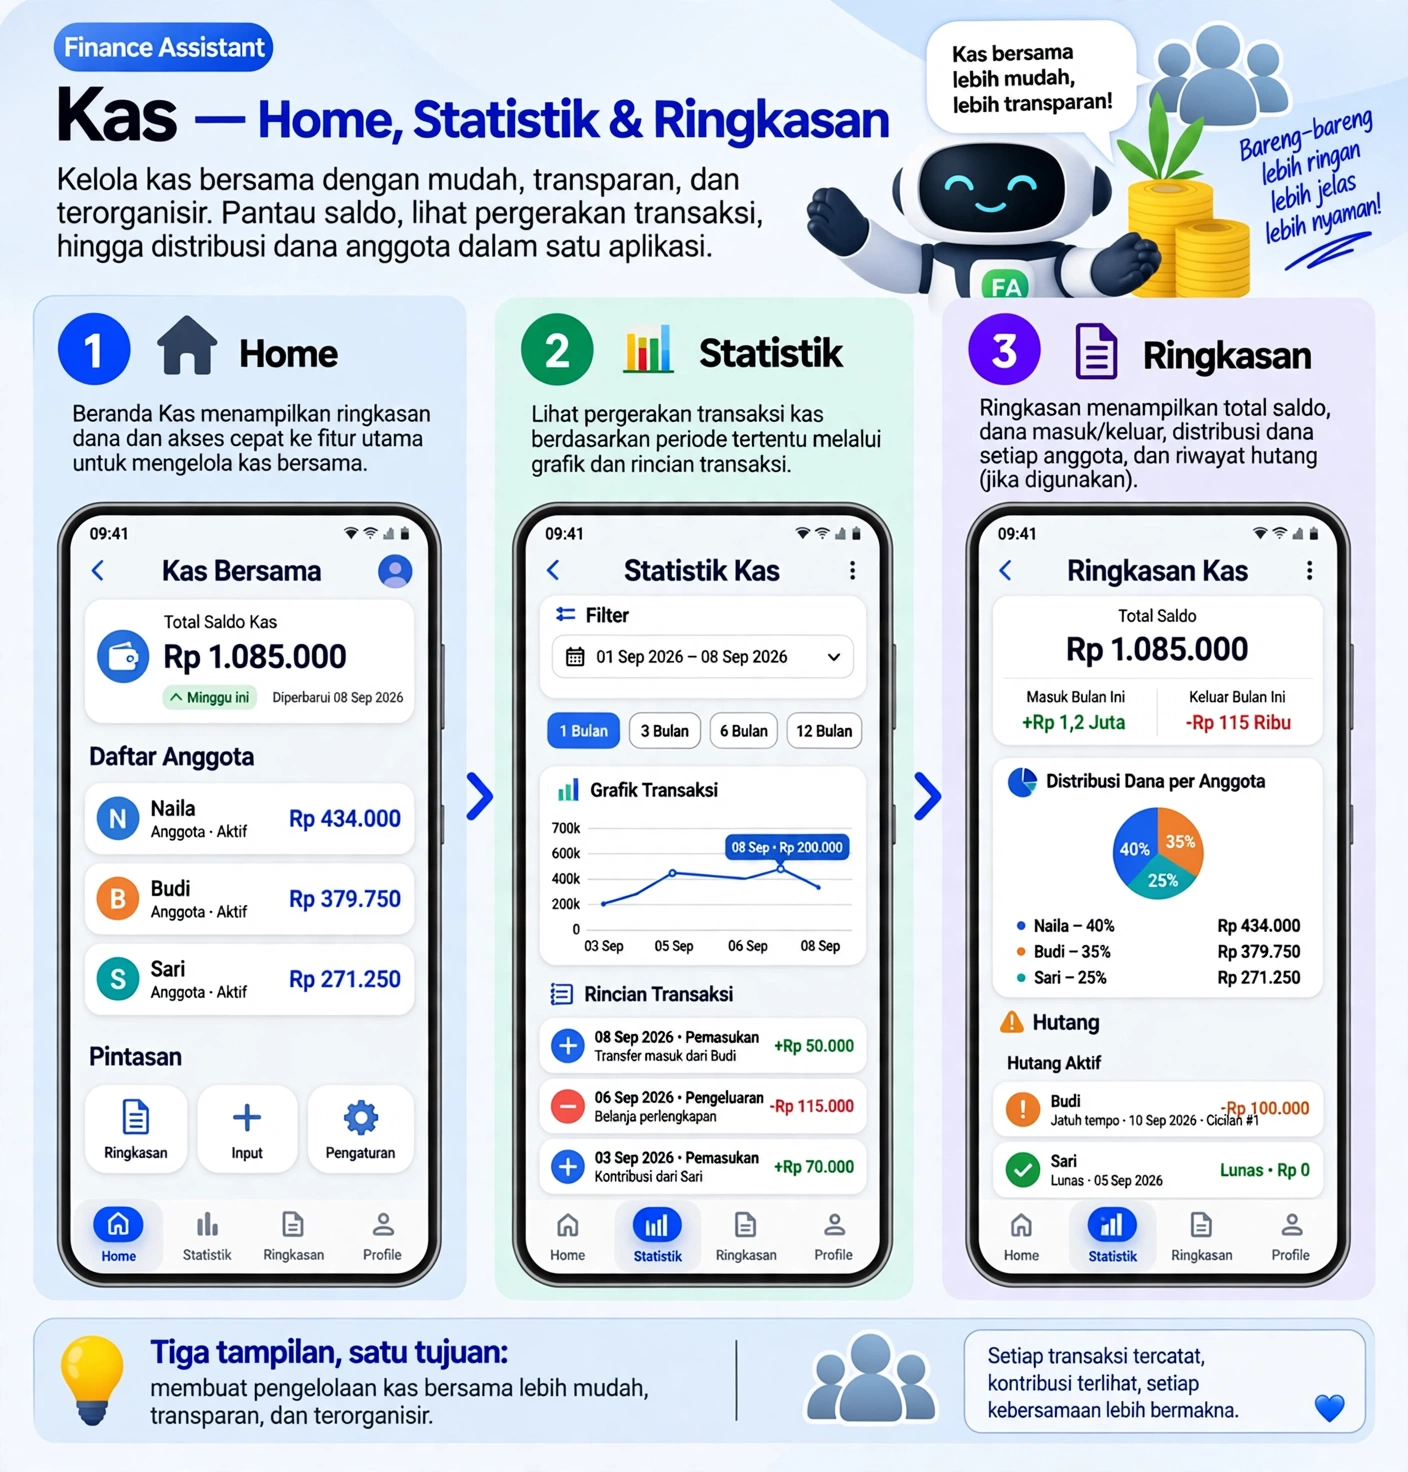 Finance Assistant
Kas — Home, Statistik & Ringkasan
Kelola kas bersama dengan mudah, transparan, dan
terorganisir. Pantau saldo, lihat pergerakan transaksi,
hingga distribusi dana anggota dalam satu aplikasi.
Kas bersama
lebih mudah,
lebih transparan!
Bareng-bareng
lebih ringan
lebih jelas
lebih nyaman!
FA
1 Home
Beranda Kas menampilkan ringkasan
dana dan akses cepat ke fitur utama
untuk mengelola kas bersama.
09:41
Kas Bersama
Total Saldo Kas
Rp 1.085.000
Minggu ini Diperbarui 08 Sep 2026
Daftar Anggota
N Naila Rp 434.000
Anggota · Aktif
B Budi Rp 379.750
Anggota · Aktif
S Sari Rp 271.250
Anggota · Aktif
Pintasan
Ringkasan Input Pengaturan
Home Statistik Ringkasan Profile
2 Statistik
Lihat pergerakan transaksi kas
berdasarkan periode tertentu melalui
grafik dan rincian transaksi.
09:41
Statistik Kas
Filter
01 Sep 2026 – 08 Sep 2026
1 Bulan 3 Bulan 6 Bulan 12 Bulan
Grafik Transaksi
700k
600k
400k
200k
0
08 Sep · Rp 200.000
03 Sep 05 Sep 06 Sep 08 Sep
Rincian Transaksi
08 Sep 2026 · Pemasukan +Rp 50.000
Transfer masuk dari Budi
06 Sep 2026 · Pengeluaran -Rp 115.000
Belanja perlengkapan
03 Sep 2026 · Pemasukan +Rp 70.000
Kontribusi dari Sari
Home Statistik Ringkasan Profile
3 Ringkasan
Ringkasan menampilkan total saldo,
dana masuk/keluar, distribusi dana
setiap anggota, dan riwayat hutang
(jika digunakan).
09:41
Ringkasan Kas
Total Saldo
Rp 1.085.000
Masuk Bulan Ini Keluar Bulan Ini
+Rp 1,2 Juta -Rp 115 Ribu
Distribusi Dana per Anggota
40% 35%
25%
Naila – 40% Rp 434.000
Budi – 35% Rp 379.750
Sari – 25% Rp 271.250
Hutang
Hutang Aktif
Budi -Rp 100.000
Jatuh tempo · 10 Sep 2026 · Cicilan #1
Sari Lunas · Rp 0
Lunas · 05 Sep 2026
Home Statistik Ringkasan Profile
Tiga tampilan, satu tujuan:
membuat pengelolaan kas bersama lebih mudah,
transparan, dan terorganisir.
Setiap transaksi tercatat,
kontribusi terlihat, setiap
kebersamaan lebih bermakna.